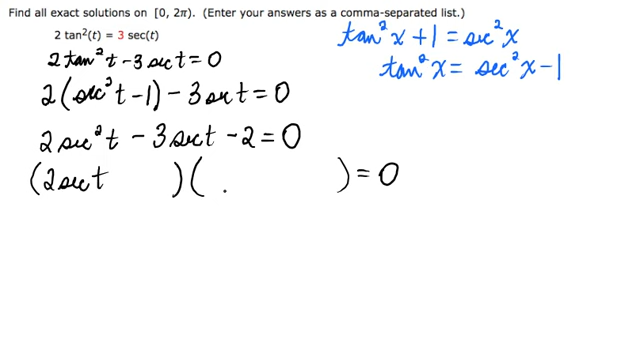 Find all exact solutions on [0, 2π). (Enter your answers as a comma-separated list.)
2 tan²(t) = 3 sec(t)
tan²x + 1 = sec²x
2 tan²t - 3 sec t = 0
tan²x = sec²x - 1
2(sec²t - 1) - 3 sec t = 0
2 sec²t - 3 sec t - 2 = 0
(2 sec t      )(      ) = 0